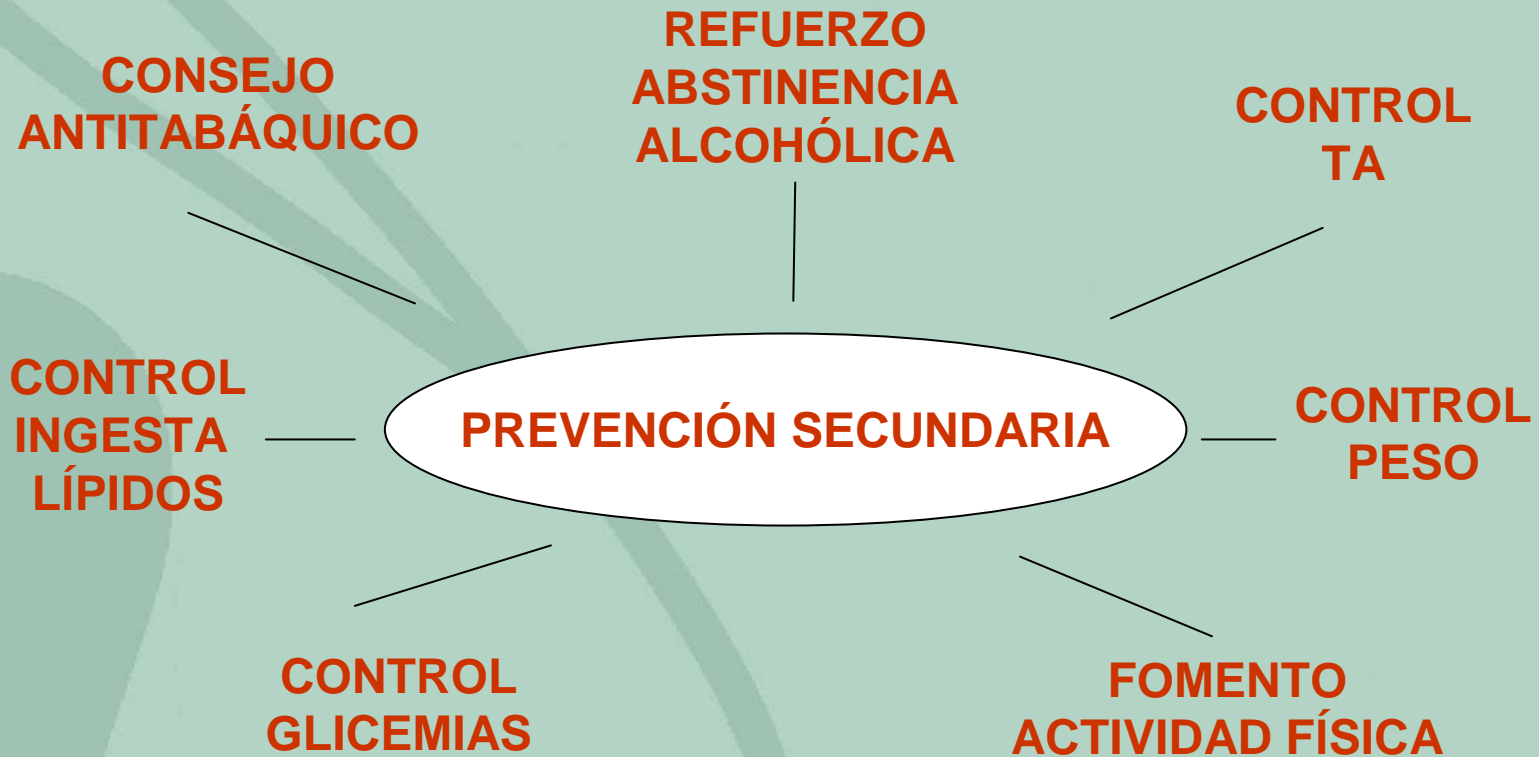 CONSEJO
ANTITABÁQUICO
REFUERZO
ABSTINENCIA
ALCOHÓLICA
CONTROL
TA
CONTROL
INGESTA
LÍPIDOS
PREVENCIÓN SECUNDARIA
CONTROL
PESO
CONTROL
GLICEMIAS
FOMENTO
ACTIVIDAD FÍSICA